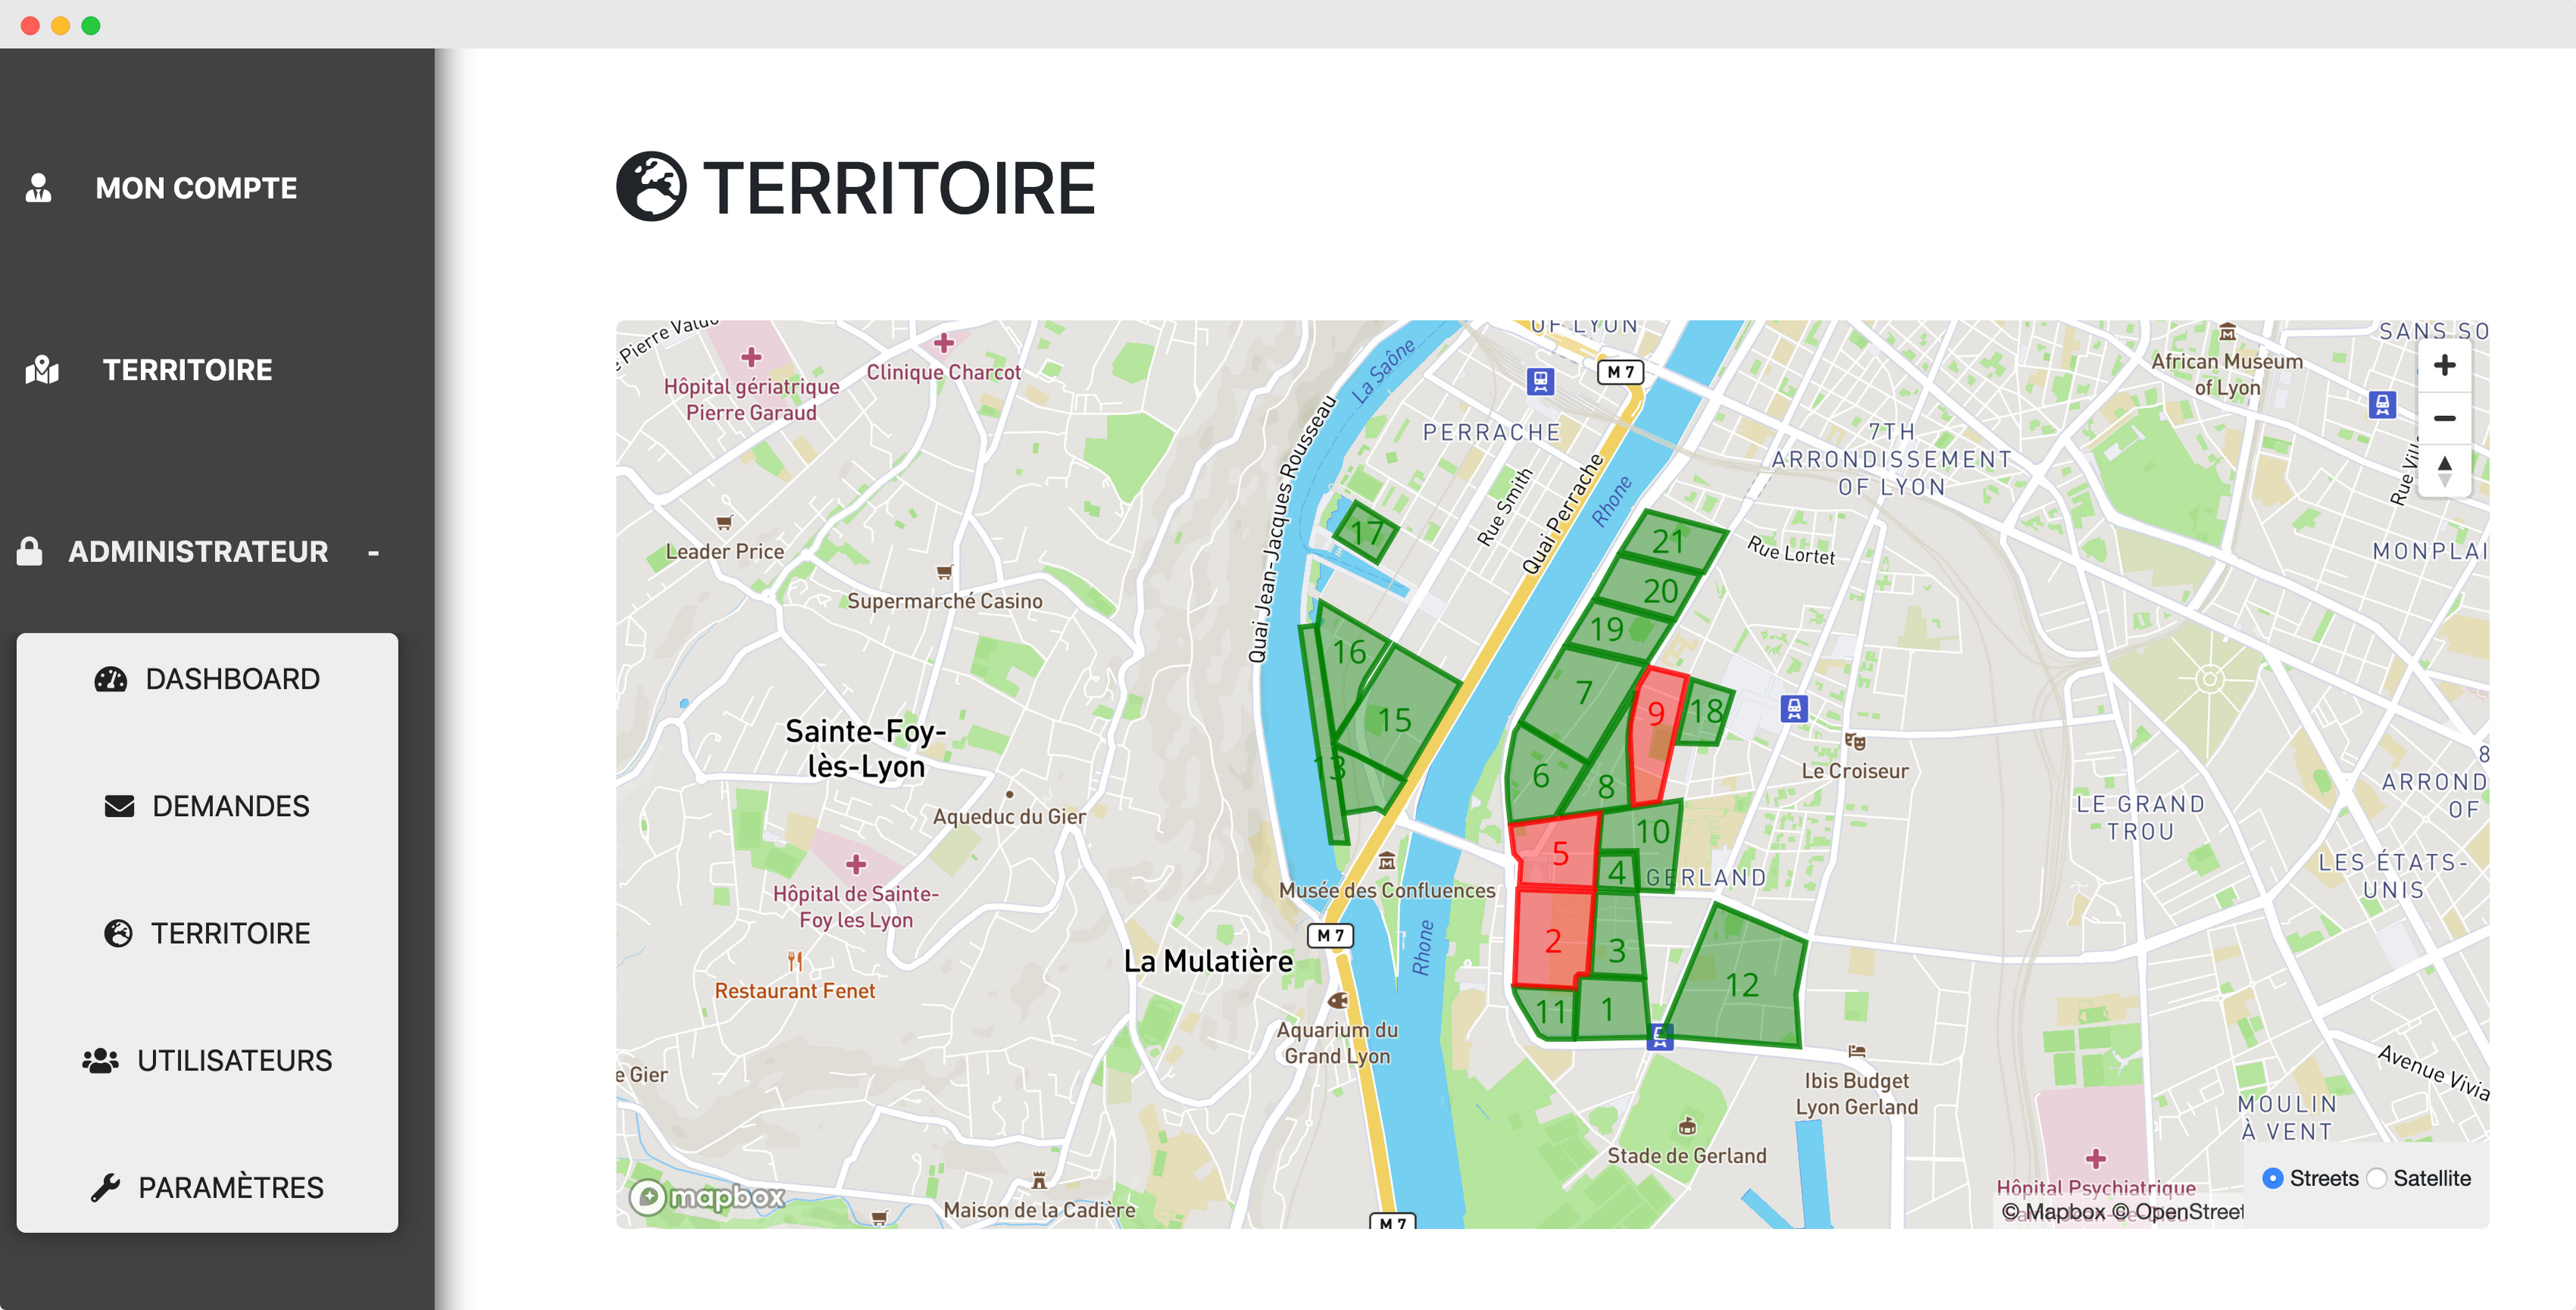 MON COMPTE
TERRITOIRE
ADMINISTRATEUR -
DASHBOARD
DEMANDES
TERRITOIRE
UTILISATEURS
PARAMÈTRES
TERRITOIRE
e Pierre Valdo
Hôpital gériatrique
Pierre Garaud
Clinique Charcot
Leader Price
Supermarché Casino
Sainte-Foy-
lès-Lyon
Aqueduc du Gier
Hôpital de Sainte-
Foy les Lyon
Restaurant Fenet
La Mulatière
e Gier
Maison de la Cadière
mapbox
Quai Jean-Jacques Rousseau
La Saône
OF LYON
M 7
PERRACHE
Rue Smith
Quai Perrache
Rhone
17
16
15
13
Musée des Confluences
M 7
Rhone
Aquarium du
Grand Lyon
M 7
21
20
19
7
9
18
6
8
5
10
4
GERLAND
2
3
12
11
1
Rue Lortet
7TH
ARRONDISSEMENT
OF LYON
Le Croiseur
Ibis Budget
Lyon Gerland
Stade de Gerland
African Museum
of Lyon
SANS SO
+
−
Rue Vill
MONPLAI
8
ARROND
OF
LE GRAND
TROU
LES ÉTATS-
UNIS
Avenue Vivia
MOULIN
À VENT
Hôpital Psychiatrique
Saint-Jean-de-Dieu
© Mapbox © OpenStreet
Streets
Satellite